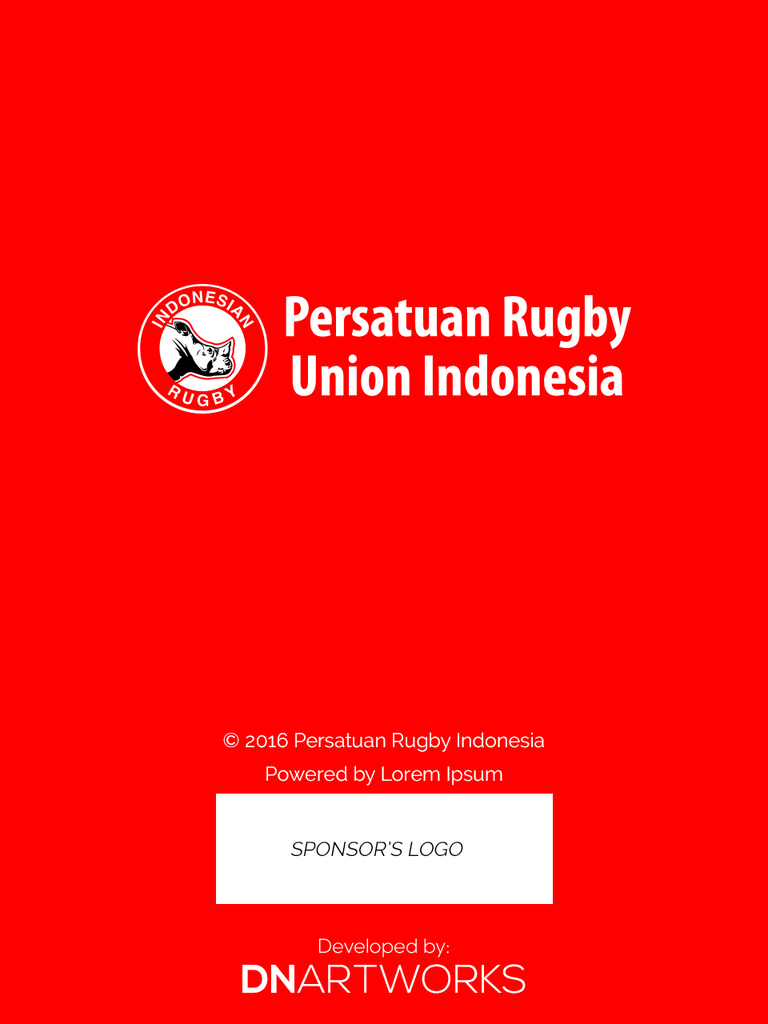 INDONESIAN
RUGBY
Persatuan Rugby
Union Indonesia
© 2016 Persatuan Rugby Indonesia
Powered by Lorem Ipsum
SPONSOR'S LOGO
Developed by:
DNARTWORKS